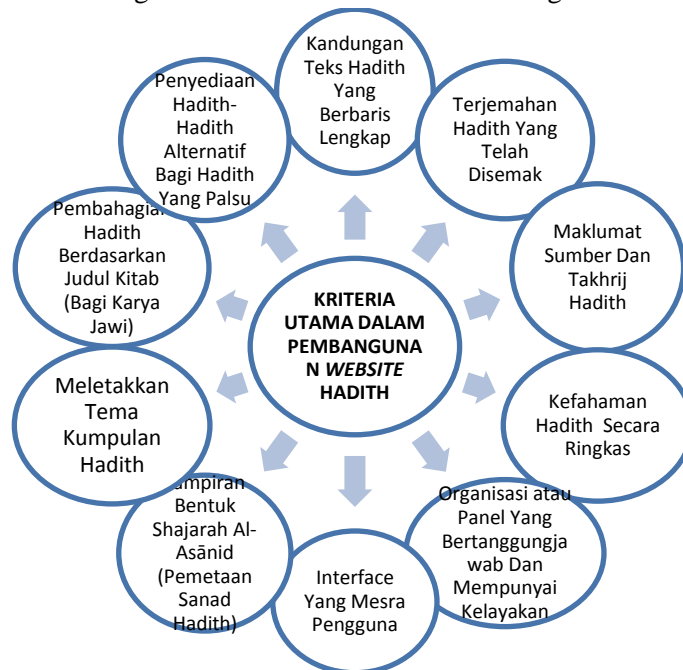 Kandungan
Teks Hadith
Yang
Berbaris
Lengkap
Terjemahan
Hadith Yang
Telah
Disemak
Maklumat
Sumber Dan
Takhrij
Hadith
Kefahaman
Hadith Secara
Ringkas
Organisasi atau
Panel Yang
Bertanggungja
wab Dan
Mempunyai
Kelayakan
Interface
Yang Mesra
Pengguna
Bentuk
Shajarah Al-
Asānid
(Pemetaan
Sanad
Hadith)
Meletakkan
Tema
Kumpulan
Hadith
Pembahagian
Hadith
Berdasarkan
Judul Kitab
(Bagi Karya
Jawi)
Penyediaan
Hadith-
Hadith
Alternatif
Bagi Hadith
Yang Palsu
KRITERIA
UTAMA DALAM
PEMBANGUNA
N WEBSITE
HADITH